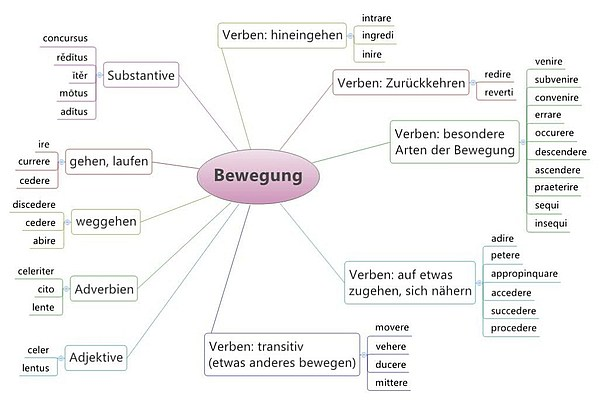 Bewegung
Verben: hineingehen
intrare
ingredi
inire
Verben: Zurückkehren
redire
reverti
Verben: besondere
Arten der Bewegung
venire
subvenire
convenire
errare
occurere
descendere
ascendere
praeterire
sequi
insequi
Verben: auf etwas
zugehen, sich nähern
adire
petere
appropinquare
accedere
succedere
procedere
Verben: transitiv
(etwas anderes bewegen)
movere
vehere
ducere
mittere
Substantive
concursus
rĕdĭtus
ĭtĕr
mōtus
adĭtus
gehen, laufen
ire
currere
cedere
weggehen
discedere
cedere
abire
Adverbien
celeriter
cito
lente
Adjektive
celer
lentus